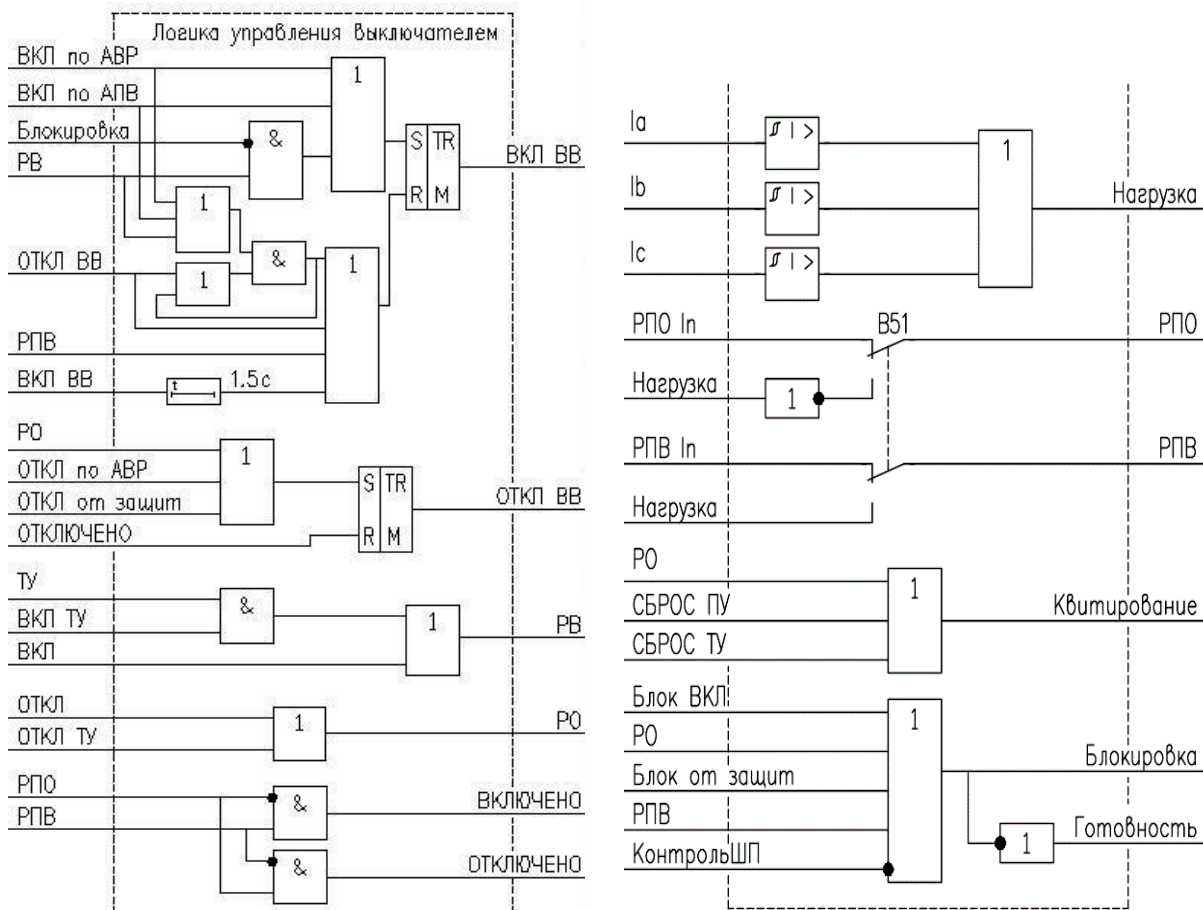 Логика управления выключателем
ВКЛ по АВР
ВКЛ по АПВ
Блокировка
РВ
1
&
S TR
R M
ВКЛ ВВ
1
ОТКЛ ВВ
1
&
1
РПВ
ВКЛ ВВ
t
1.5с
РО
ОТКЛ по АВР
ОТКЛ от защит
ОТКЛЮЧЕНО
1
S TR
R M
ОТКЛ ВВ
ТУ
ВКЛ ТУ
ВКЛ
&
1
РВ
ОТКЛ
ОТКЛ ТУ
1
РО
РПО
РПВ
&
ВКЛЮЧЕНО
&
ОТКЛЮЧЕНО
Ia
I >
Ib
I >
Ic
I >
1
Нагрузка
РПО In
В51
РПО
Нагрузка
1
РПВ In
РПВ
Нагрузка
РО
СБРОС ПУ
СБРОС ТУ
1
Квитирование
Блок ВКЛ
РО
Блок от защит
РПВ
КонтрольШП
1
Блокировка
1
Готовность